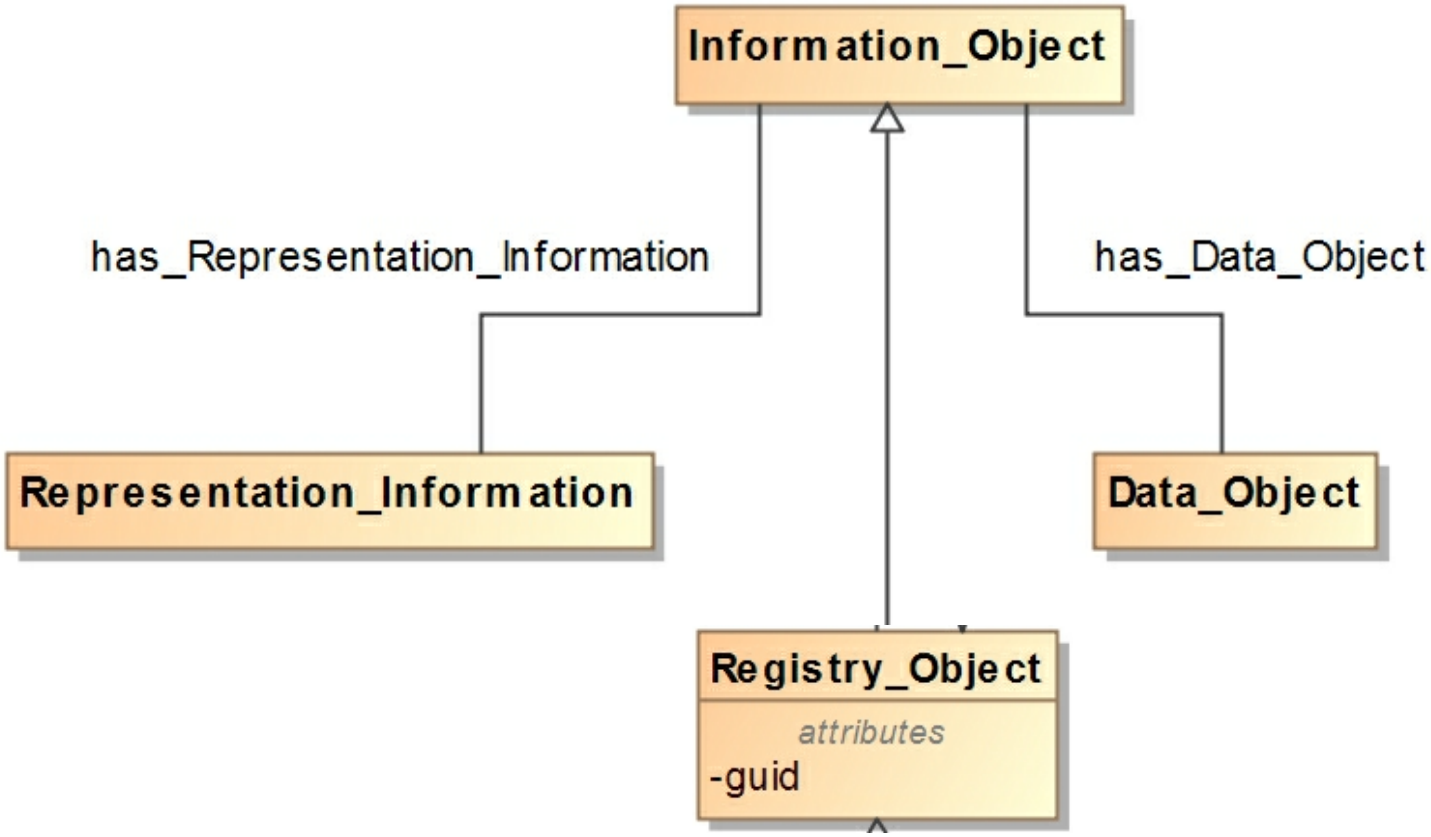 Information_Object
has_Representation_Information
has_Data_Object
Representation_Information
Data_Object
Registry_Object
attributes
-guid